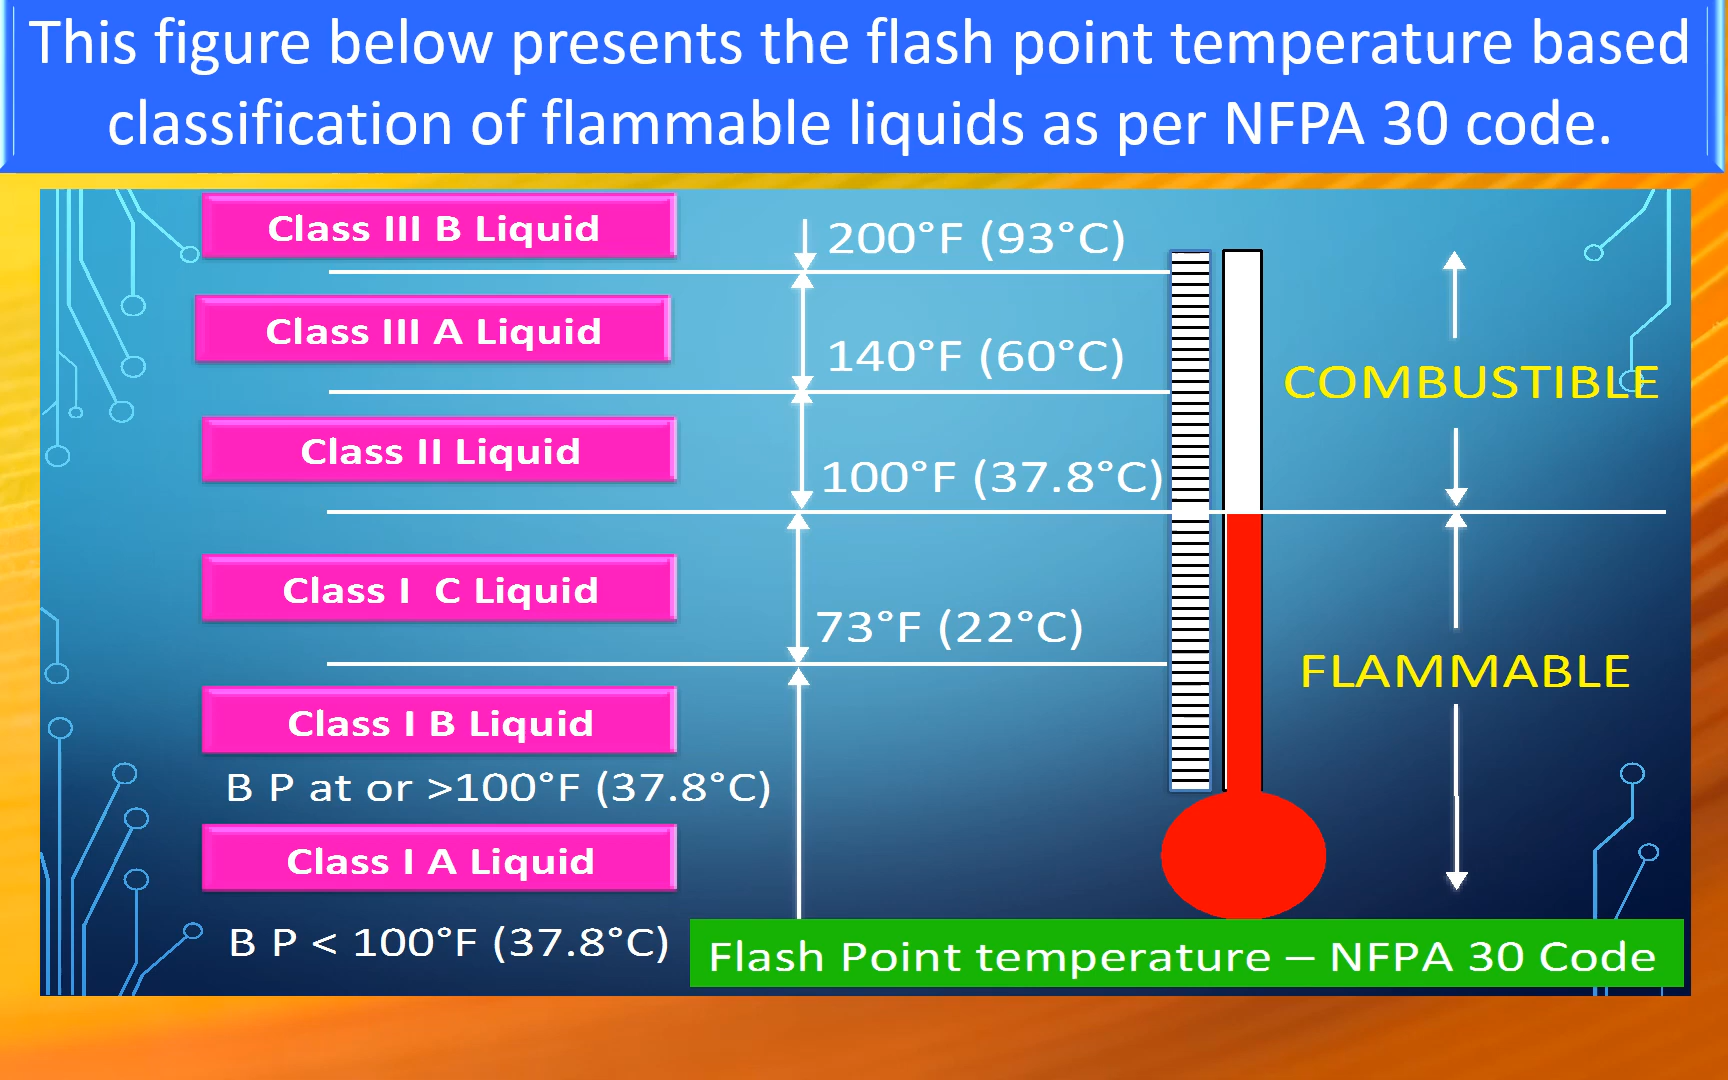 This figure below presents the flash point temperature based
classification of flammable liquids as per NFPA 30 code.
Class III B Liquid
200°F (93°C)
Class III A Liquid
140°F (60°C)
COMBUSTIBLE
Class II Liquid
100°F (37.8°C)
Class I C Liquid
73°F (22°C)
FLAMMABLE
Class I B Liquid
B P at or >100°F (37.8°C)
Class I A Liquid
B P < 100°F (37.8°C)
Flash Point temperature – NFPA 30 Code